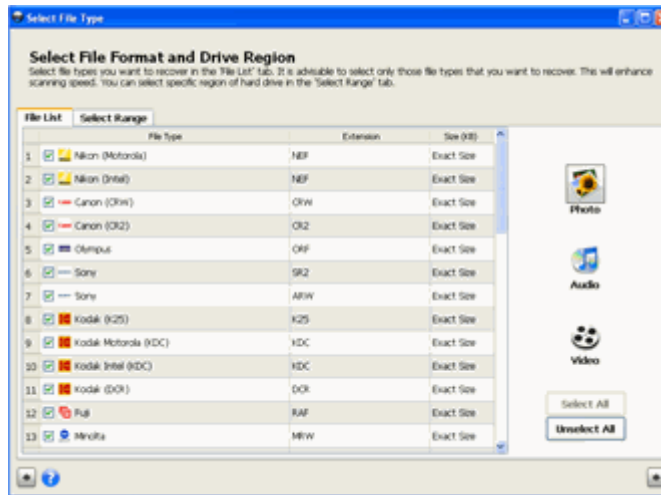 Select File Type
Select File Format and Drive Region
Select file types you want to recover in the 'File List' tab. It is advisable to select only those file types that you want to recover. This will enhance
scanning speed. You can select specific region of hard drive in the 'Select Range' tab.
File List Select Range
File Type Extension Size (KB)
1 Nikon (Motorola) NEF Exact Size
2 Nikon (Intel) NEF Exact Size
3 Canon (CRW) CRW Exact Size
4 Canon (CR2) CR2 Exact Size
5 Olympus ORF Exact Size
6 Sony SR2 Exact Size
7 Sony ARW Exact Size
8 Kodak (K25) K25 Exact Size
9 Kodak Motorola (KDC) KDC Exact Size
10 Kodak Intel (KDC) KDC Exact Size
11 Kodak (DCR) DCR Exact Size
12 Fuji RAF Exact Size
13 Minolta MRW Exact Size
Photo
Audio
Video
Select All
Unselect All